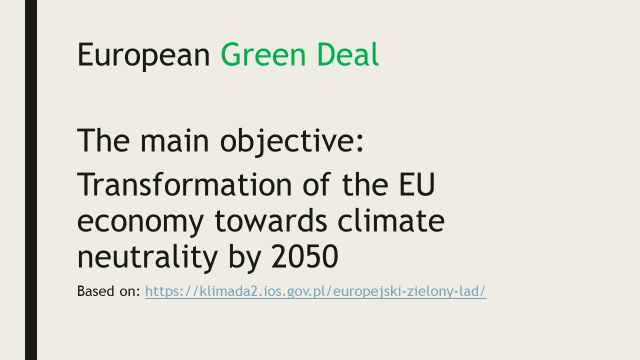 European Green Deal
The main objective:
Transformation of the EU
economy towards climate
neutrality by 2050
Based on: https://klimada2.ios.gov.pl/europejski-zielony-lad/